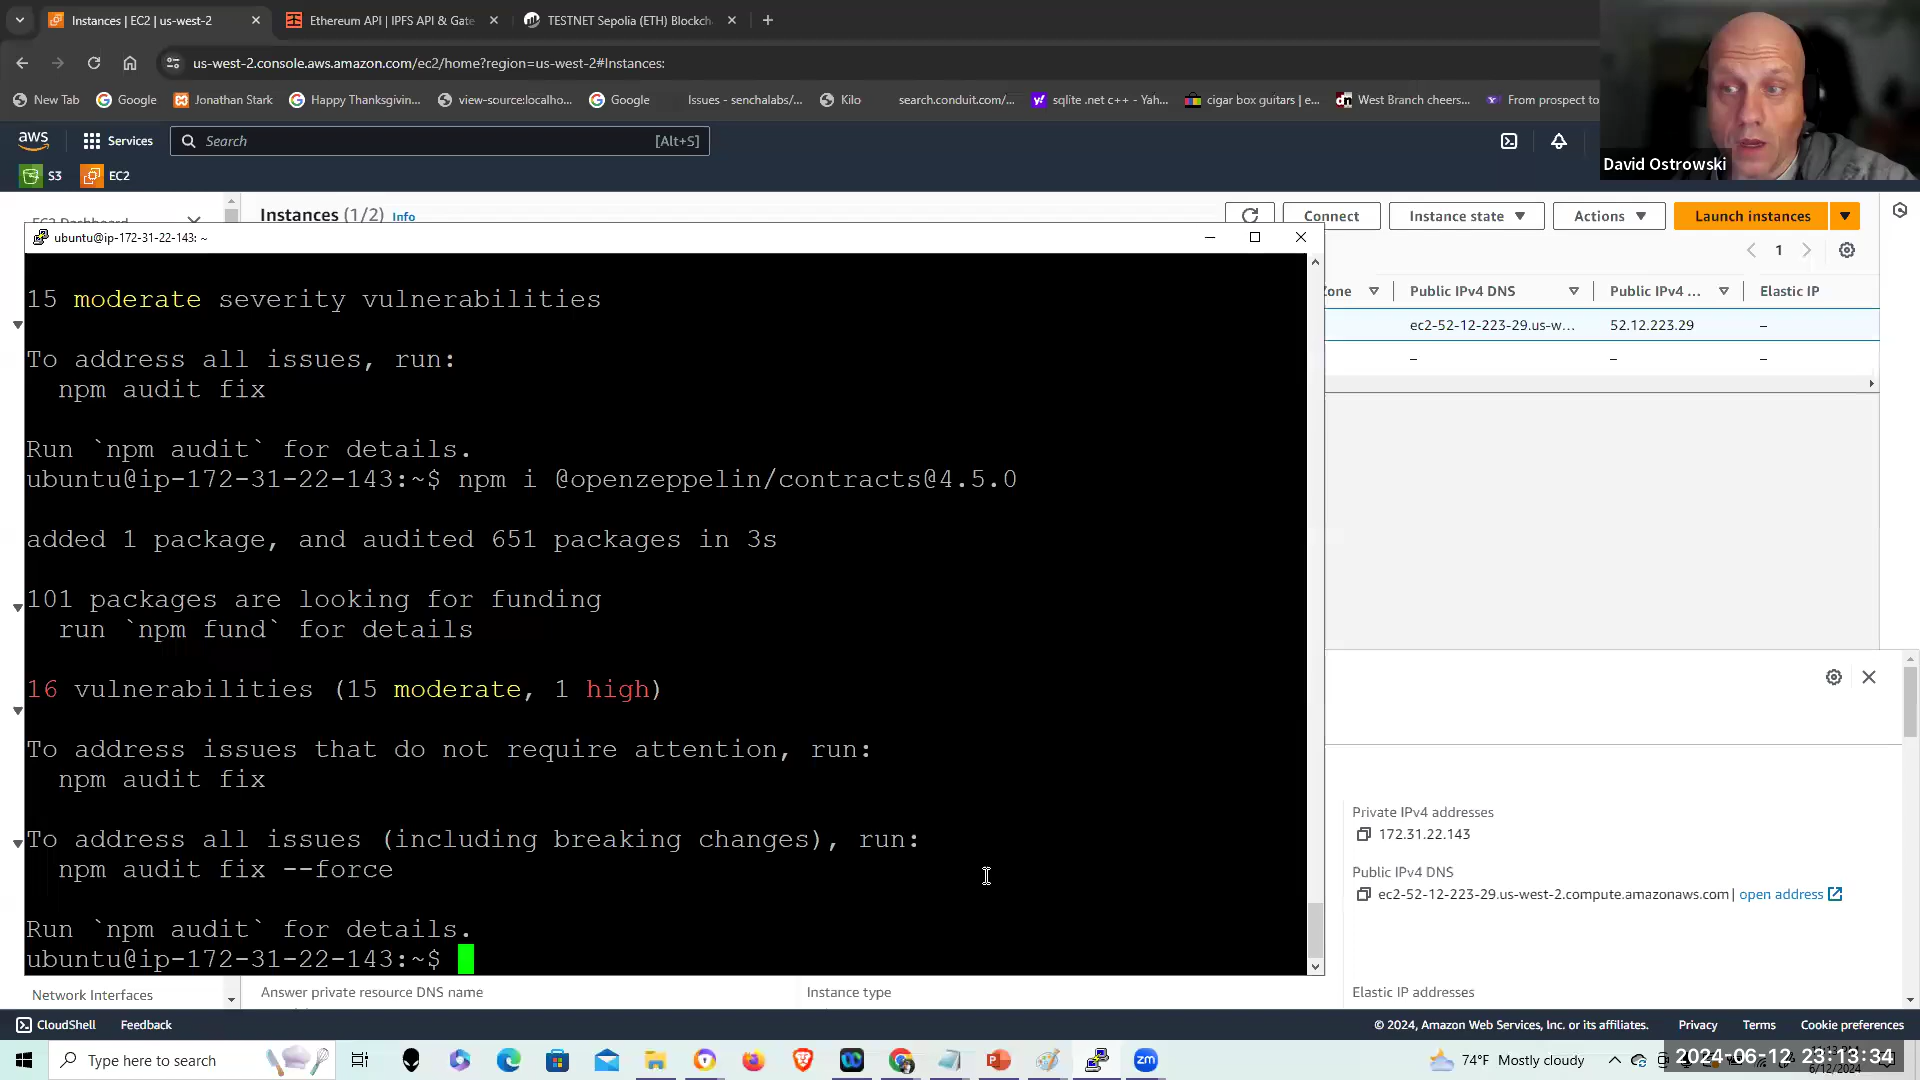 Instances | EC2 | us-west-2
Ethereum API | IPFS API & Gate
TESTNET Sepolia (ETH) Blockch
us-west-2.console.aws.amazon.com/ec2/home?region=us-west-2#Instances:
New Tab
Google
Jonathan Stark
Happy Thanksgivin...
view-source:localho...
Google
Issues - senchalabs/...
Kilo
search.conduit.com/...
sqlite .net c++ - Yah...
cigar box guitars | e...
West Branch cheers...
From prospect to
David Ostrowski
aws
Services
Search
[Alt+S]
S3
EC2
EC2 Dashboard
Instances (1/2) Info
Connect
Instance state
Actions
Launch instances
1
ubuntu@ip-172-31-22-143: ~
Zone
Public IPv4 DNS
Public IPv4 ...
Elastic IP
ec2-52-12-223-29.us-w...
52.12.223.29
–
–
–
–
15 moderate severity vulnerabilities
To address all issues, run:
npm audit fix
Run `npm audit` for details.
ubuntu@ip-172-31-22-143:~$ npm i @openzeppelin/contracts@4.5.0
added 1 package, and audited 651 packages in 3s
101 packages are looking for funding
run `npm fund` for details
16 vulnerabilities (15 moderate, 1 high)
To address issues that do not require attention, run:
npm audit fix
To address all issues (including breaking changes), run:
npm audit fix --force
Run `npm audit` for details.
ubuntu@ip-172-31-22-143:~$
Private IPv4 addresses
172.31.22.143
Public IPv4 DNS
ec2-52-12-223-29.us-west-2.compute.amazonaws.com | open address
Network Interfaces
Answer private resource DNS name
Instance type
Elastic IP addresses
CloudShell
Feedback
© 2024, Amazon Web Services, Inc. or its affiliates.
Privacy
Terms
Cookie preferences
Type here to search
zm
74°F Mostly cloudy
2024-06-12 23:13:34
6/12/2024